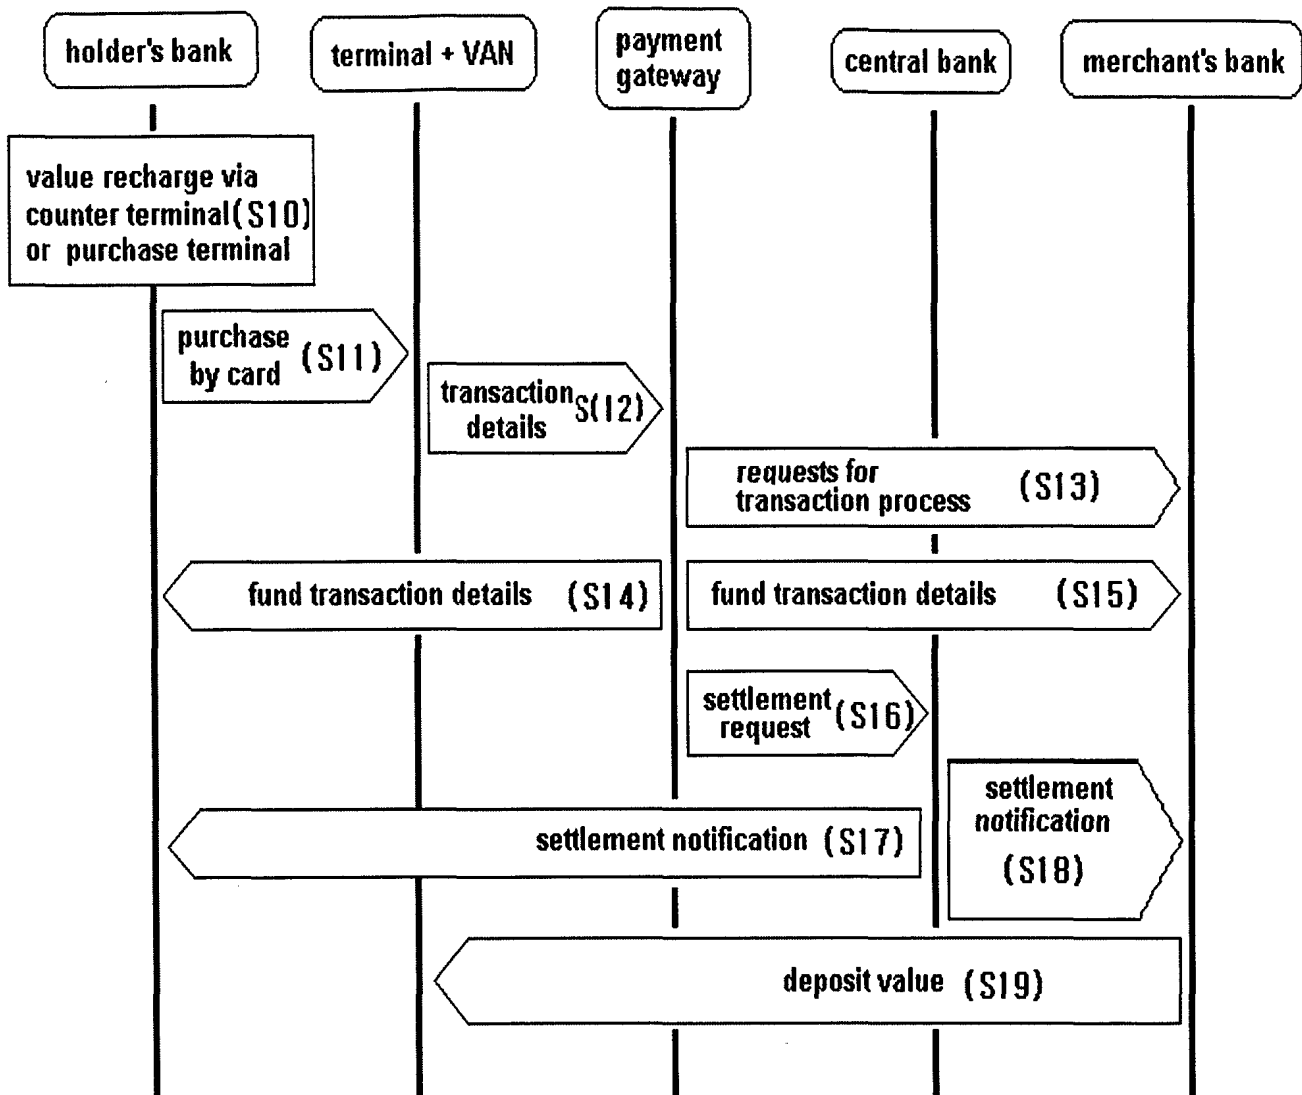 holder's bank
terminal + VAN
payment
gateway
central bank
merchant's bank
value recharge via
counter terminal(S10)
or purchase terminal
purchase
by card (S11)
transaction
details S(12)
requests for
transaction process (S13)
fund transaction details (S14)
fund transaction details (S15)
settlement
request (S16)
settlement
notification
(S18)
settlement notification (S17)
deposit value (S19)